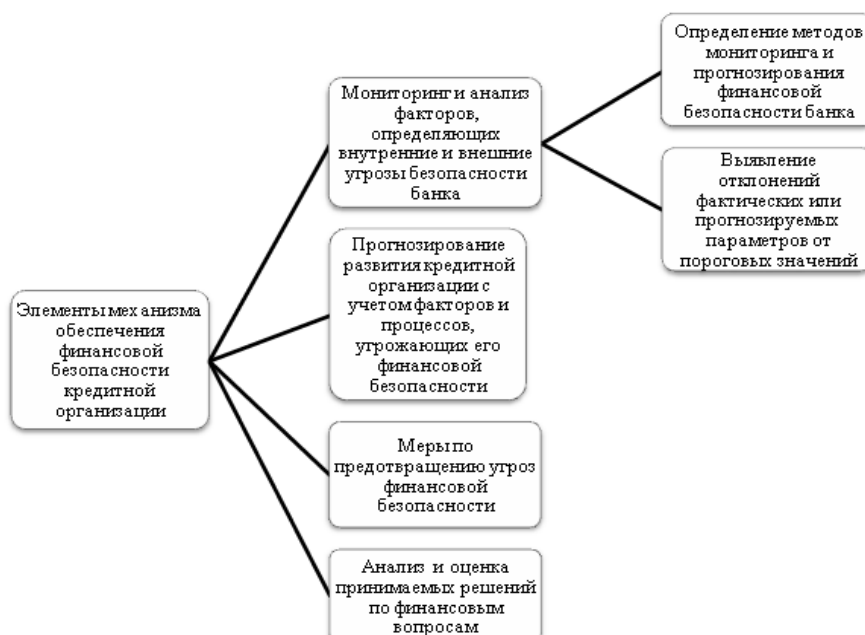 Элементы механизма
обеспечения
финансовой
безопасности
кредитной
организации
Мониторинг и анализ
факторов,
определяющих
внутренние и внешние
угрозы безопасности
банка
Определение методов
мониторинга и
прогнозирования
финансовой
безопасности банка
Выявление
отклонений
фактических или
прогнозируемых
параметров от
пороговых значений
Прогнозирование
развития кредитной
организации с
учетом факторов и
процессов,
угрожающих его
финансовой
безопасности
Меры по
предотвращению угроз
финансовой
безопасности
Анализ и оценка
принимаемых решений
по финансовым
вопросам